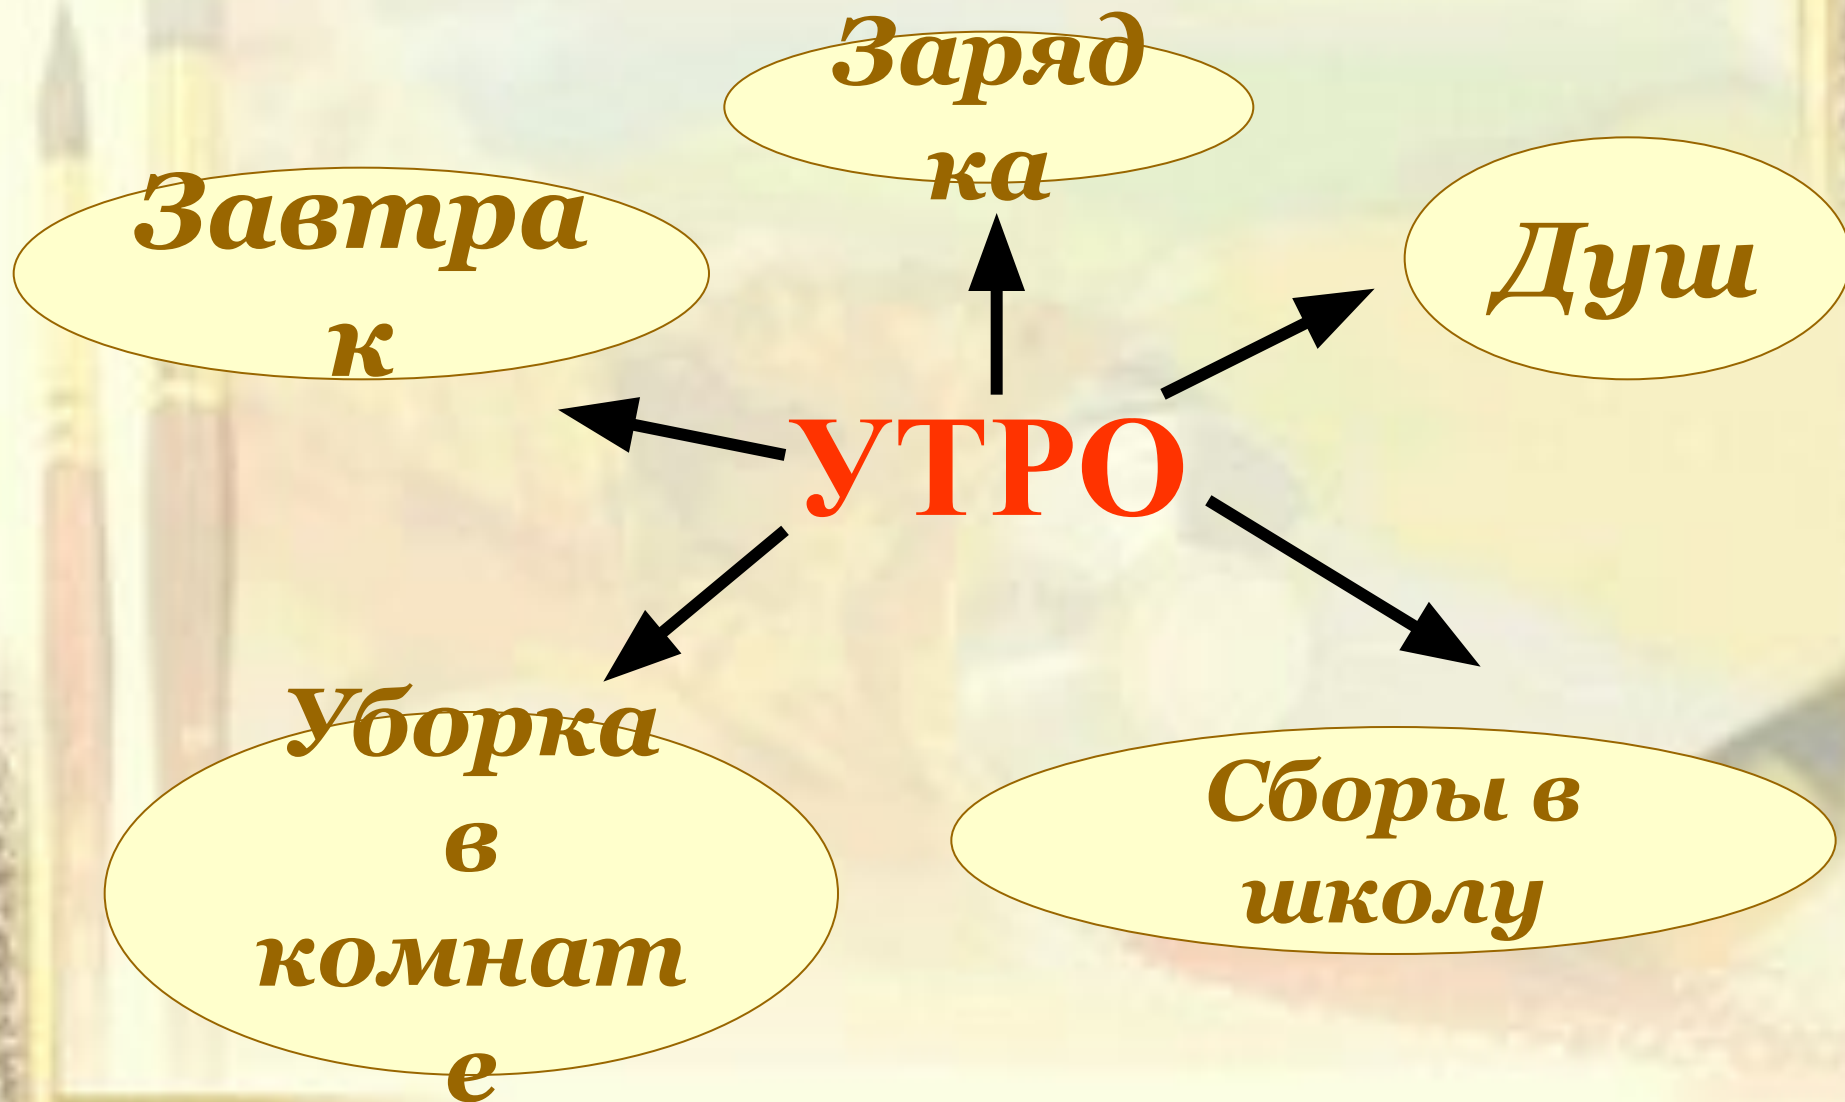 Заряд
ка
Завтра
к
Душ
УТРО
Уборка
в
комнат
е
Сборы в
школу